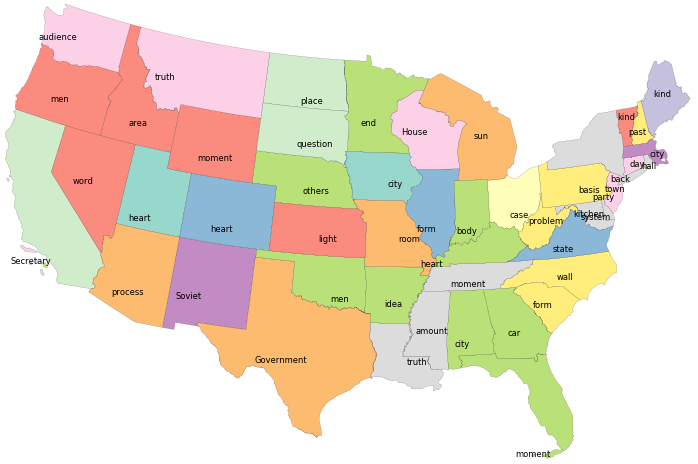 audience
truth
men
area
place
end
House
sun
kind
kind
past
question
moment
word
heart
heart
others
city
light
room
form
heart
body
case
problem
basis
back
town
party
kitchen
system
day
hall
city
state
Secretary
process
Soviet
men
idea
moment
wall
form
amount
city
car
truth
Government
moment